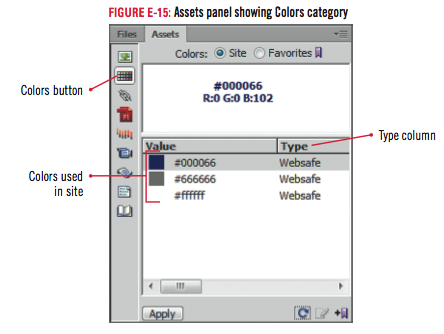 FIGURE E-15: Assets panel showing Colors category
Files Assets
Colors: Site Favorites
#000066
R:0 G:0 B:102
Colors button
Value Type
Type column
#000066 Websafe
#666666 Websafe
#ffffff Websafe
Colors used
in site
Apply